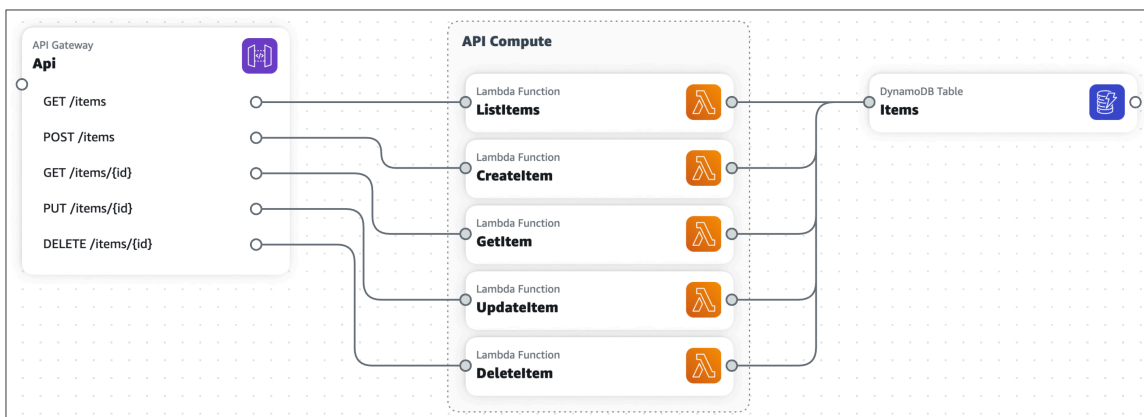 API Gateway
Api
GET /items
POST /items
GET /items/{id}
PUT /items/{id}
DELETE /items/{id}
API Compute
Lambda Function
ListItems
Lambda Function
CreateItem
Lambda Function
GetItem
Lambda Function
UpdateItem
Lambda Function
DeleteItem
DynamoDB Table
Items